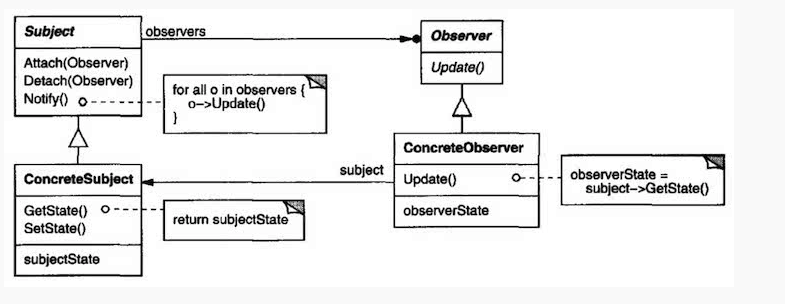 Subject
observers
Observer
Attach(Observer)
Detach(Observer)
Notify()
for all o in observers {
o->Update()
}
Update()
ConcreteSubject
GetState()
SetState()
subjectState
return subjectState
subject
ConcreteObserver
Update()
observerState
observerState =
subject->GetState()